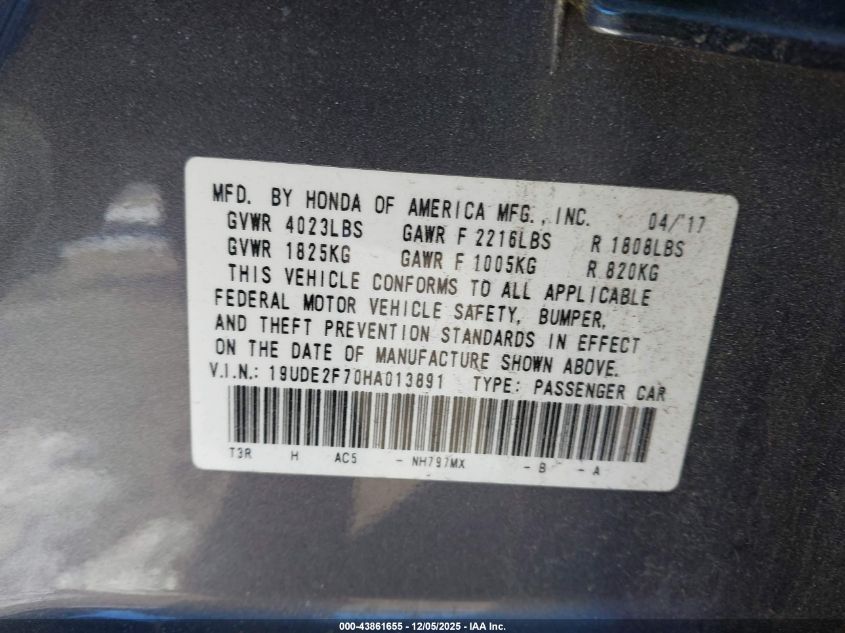 MFD. BY HONDA OF AMERICA MFG., INC. 04/'17
GVWR 4023LBS GAWR F 2216LBS R 1808LBS
GVWR 1825KG GAWR F 1005KG R 820KG
THIS VEHICLE CONFORMS TO ALL APPLICABLE
FEDERAL MOTOR VEHICLE SAFETY, BUMPER,
AND THEFT PREVENTION STANDARDS IN EFFECT
ON THE DATE OF MANUFACTURE SHOWN ABOVE.
V.I.N.: 19UDE2F70HA013891 TYPE: PASSENGER CAR
T3R H AC5 - NH797MX - B - A
000-43861655 - 12/05/2025 - IAA Inc.